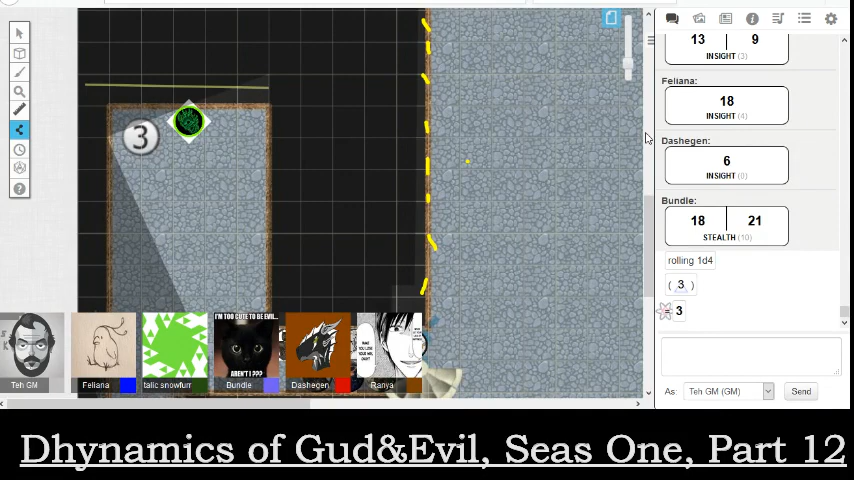 13 9
INSIGHT (3)
Feliana:
18
INSIGHT (4)
Dashegen:
6
INSIGHT (0)
Bundle:
18 21
STEALTH (10)
rolling 1d4
( 3 )
= 3
3
I'M TOO CUTE TO BE EVIL...
AREN'T I ???
Teh GM
Feliana
talic snowfurr
Bundle
Dashegen
Ranya
As: Teh GM (GM) Send
Dhynamics of Gud&Evil, Seas One, Part 12